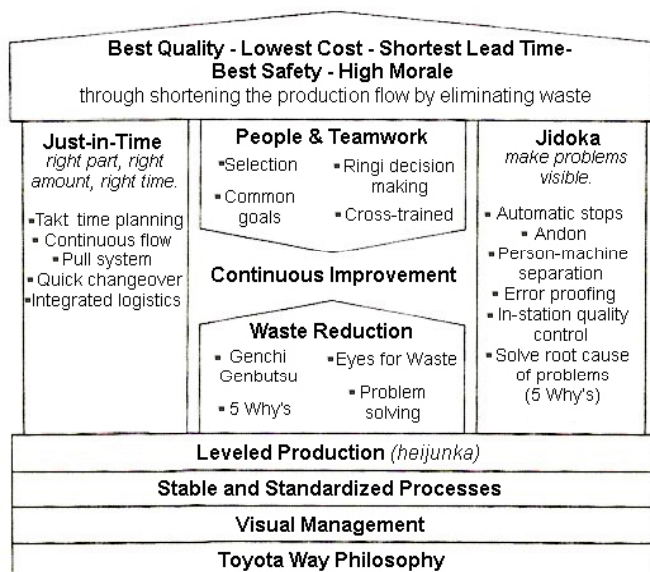 Best Quality - Lowest Cost - Shortest Lead Time-
Best Safety - High Morale
through shortening the production flow by eliminating waste
Just-in-Time
right part, right
amount, right time.
▪Takt time planning
▪Continuous flow
▪Pull system
▪Quick changeover
▪Integrated logistics
People & Teamwork
▪Selection
▪Common
goals
▪Ringi decision
making
▪Cross-trained
Continuous Improvement
Waste Reduction
▪Genchi
Genbutsu
▪5 Why's
▪Eyes for Waste
▪Problem
solving
Jidoka
make problems
visible.
▪Automatic stops
▪Andon
▪Person-machine
separation
▪Error proofing
▪In-station quality
control
▪Solve root cause
of problems
(5 Why's)
Leveled Production (heijunka)
Stable and Standardized Processes
Visual Management
Toyota Way Philosophy